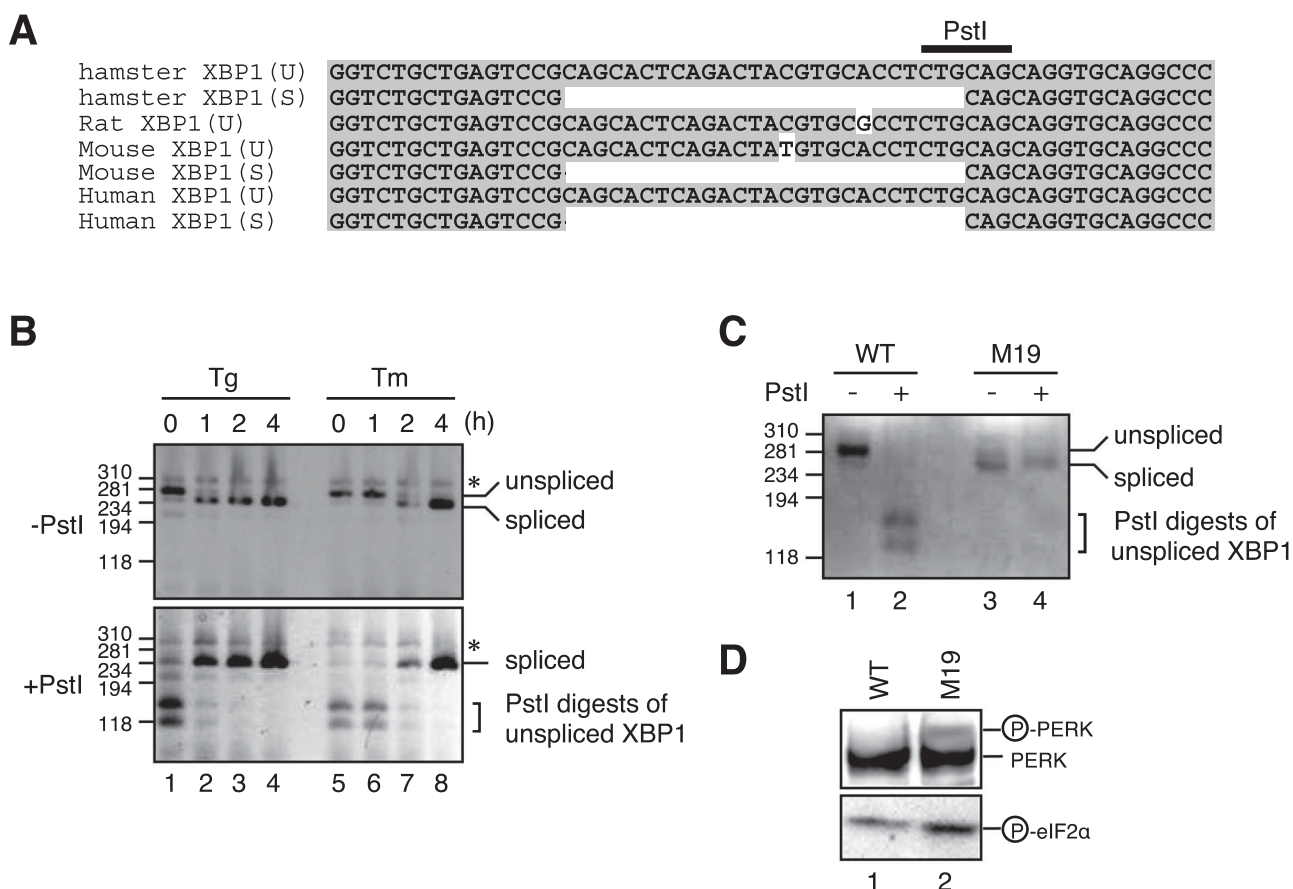 A
PstI
hamster XBP1(U) GGTCTGCTGAGTCCGCAGCACTCAGACTACGTGCACCTCTGCAGCAGGTGCAGGCCC
hamster XBP1(S) GGTCTGCTGAGTCCG CAGCAGGTGCAGGCCC
Rat XBP1(U) GGTCTGCTGAGTCCGCAGCACTCAGACTACGTGCGCCTCTGCAGCAGGTGCAGGCCC
Mouse XBP1(U) GGTCTGCTGAGTCCGCAGCACTCAGACTATGTGCACCTCTGCAGCAGGTGCAGGCCC
Mouse XBP1(S) GGTCTGCTGAGTCCG CAGCAGGTGCAGGCCC
Human XBP1(U) GGTCTGCTGAGTCCGCAGCACTCAGACTACGTGCACCTCTGCAGCAGGTGCAGGCCC
Human XBP1(S) GGTCTGCTGAGTCCG CAGCAGGTGCAGGCCC
B
Tg Tm
0 1 2 4 0 1 2 4 (h)
-PstI
310
281
234
194
118
*
unspliced
spliced
+PstI
310
281
234
194
118
*
spliced
PstI digests of
unspliced XBP1
1 2 3 4 5 6 7 8
C
WT M19
PstI - + - +
310
281
234
194
118
unspliced
spliced
PstI digests of
unspliced XBP1
1 2 3 4
D
WT M19
P-PERK
PERK
P-eIF2α
1 2